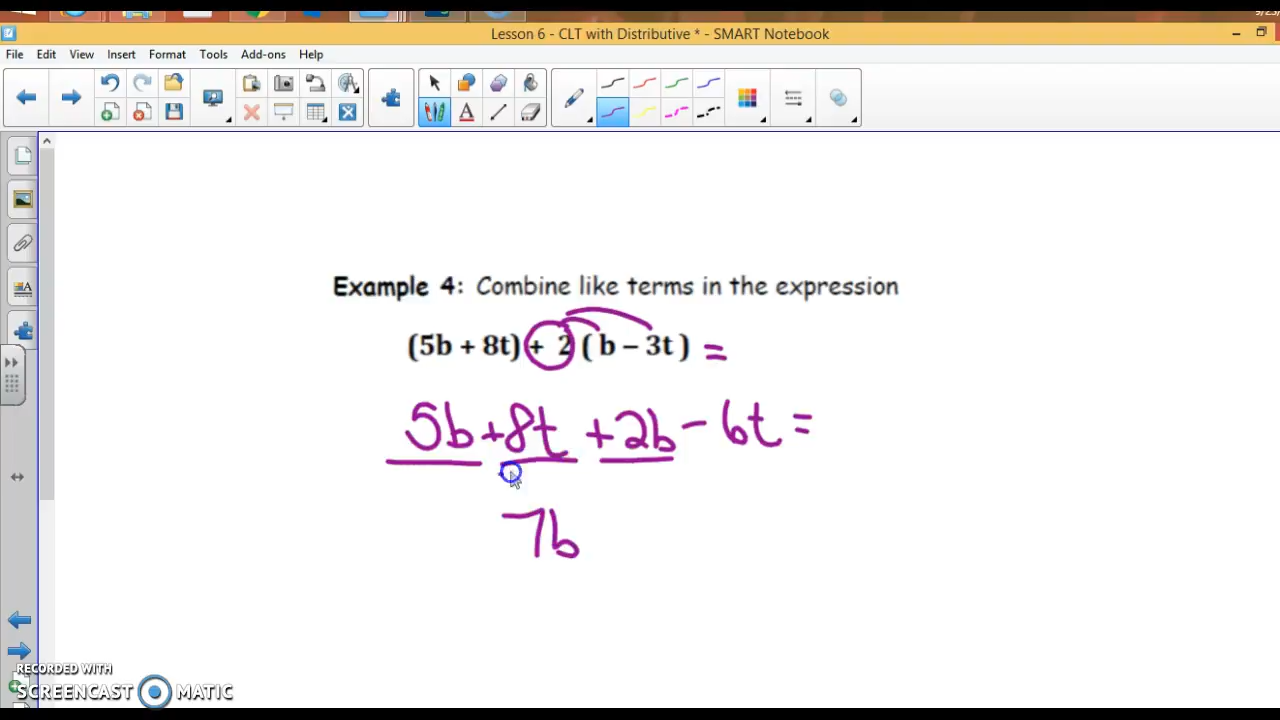 Lesson 6 - CLT with Distributive * - SMART Notebook
File Edit View Insert Format Tools Add-ons Help
Example 4: Combine like terms in the expression
(5b + 8t) + 2 ( b – 3t ) =
5b + 8t + 2b - 6t =
7b
RECORDED WITH
SCREENCAST MATIC